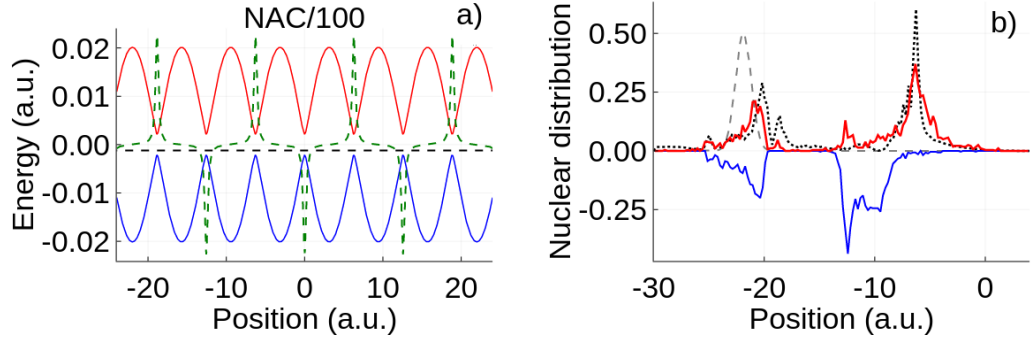 NAC/100
a)
Energy (a.u.)
0.02
0.01
0.00
-0.01
-0.02
-20 -10 0 10 20
Position (a.u.)
b)
Nuclear distribution
0.50
0.25
0.00
-0.25
-30 -20 -10 0
Position (a.u.)